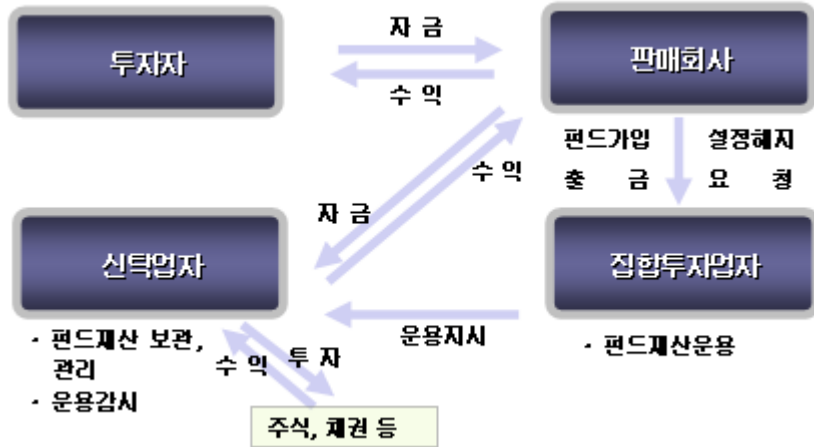 투자자
자 금
수 익
판매회사
펀드가입 설정해지
출 금 요 청
수 익
자 금
신탁업자
집합투자업자
· 펀드재산 보관,
관리
· 운용감시
운용지시
· 펀드재산운용
수 익
투 자
주식, 채권 등